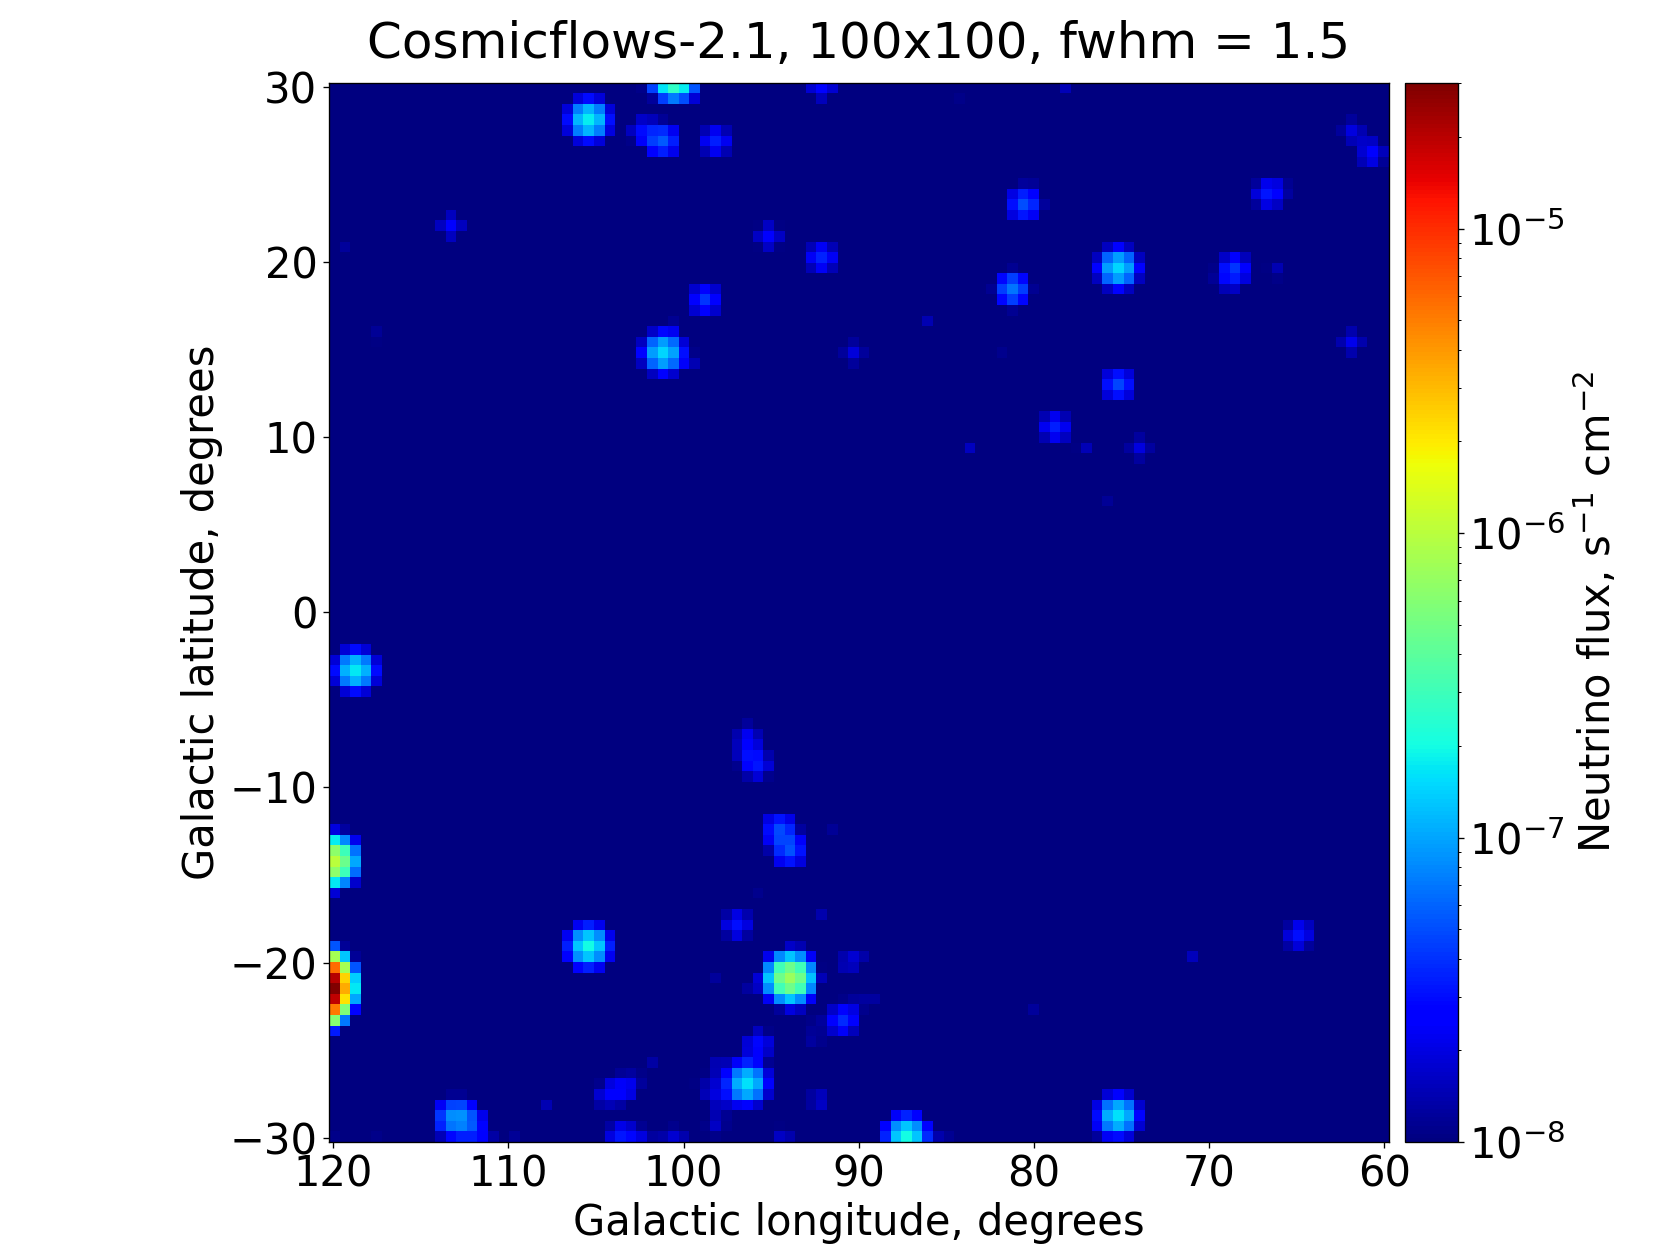 Cosmicflows-2.1, 100x100, fwhm = 1.5
30
20
10
0
−10
−20
−30
Galactic latitude, degrees
120 110 100 90 80 70 60
Galactic longitude, degrees
10⁻⁵
10⁻⁶
10⁻⁷
10⁻⁸
Neutrino flux, s⁻¹ cm⁻²